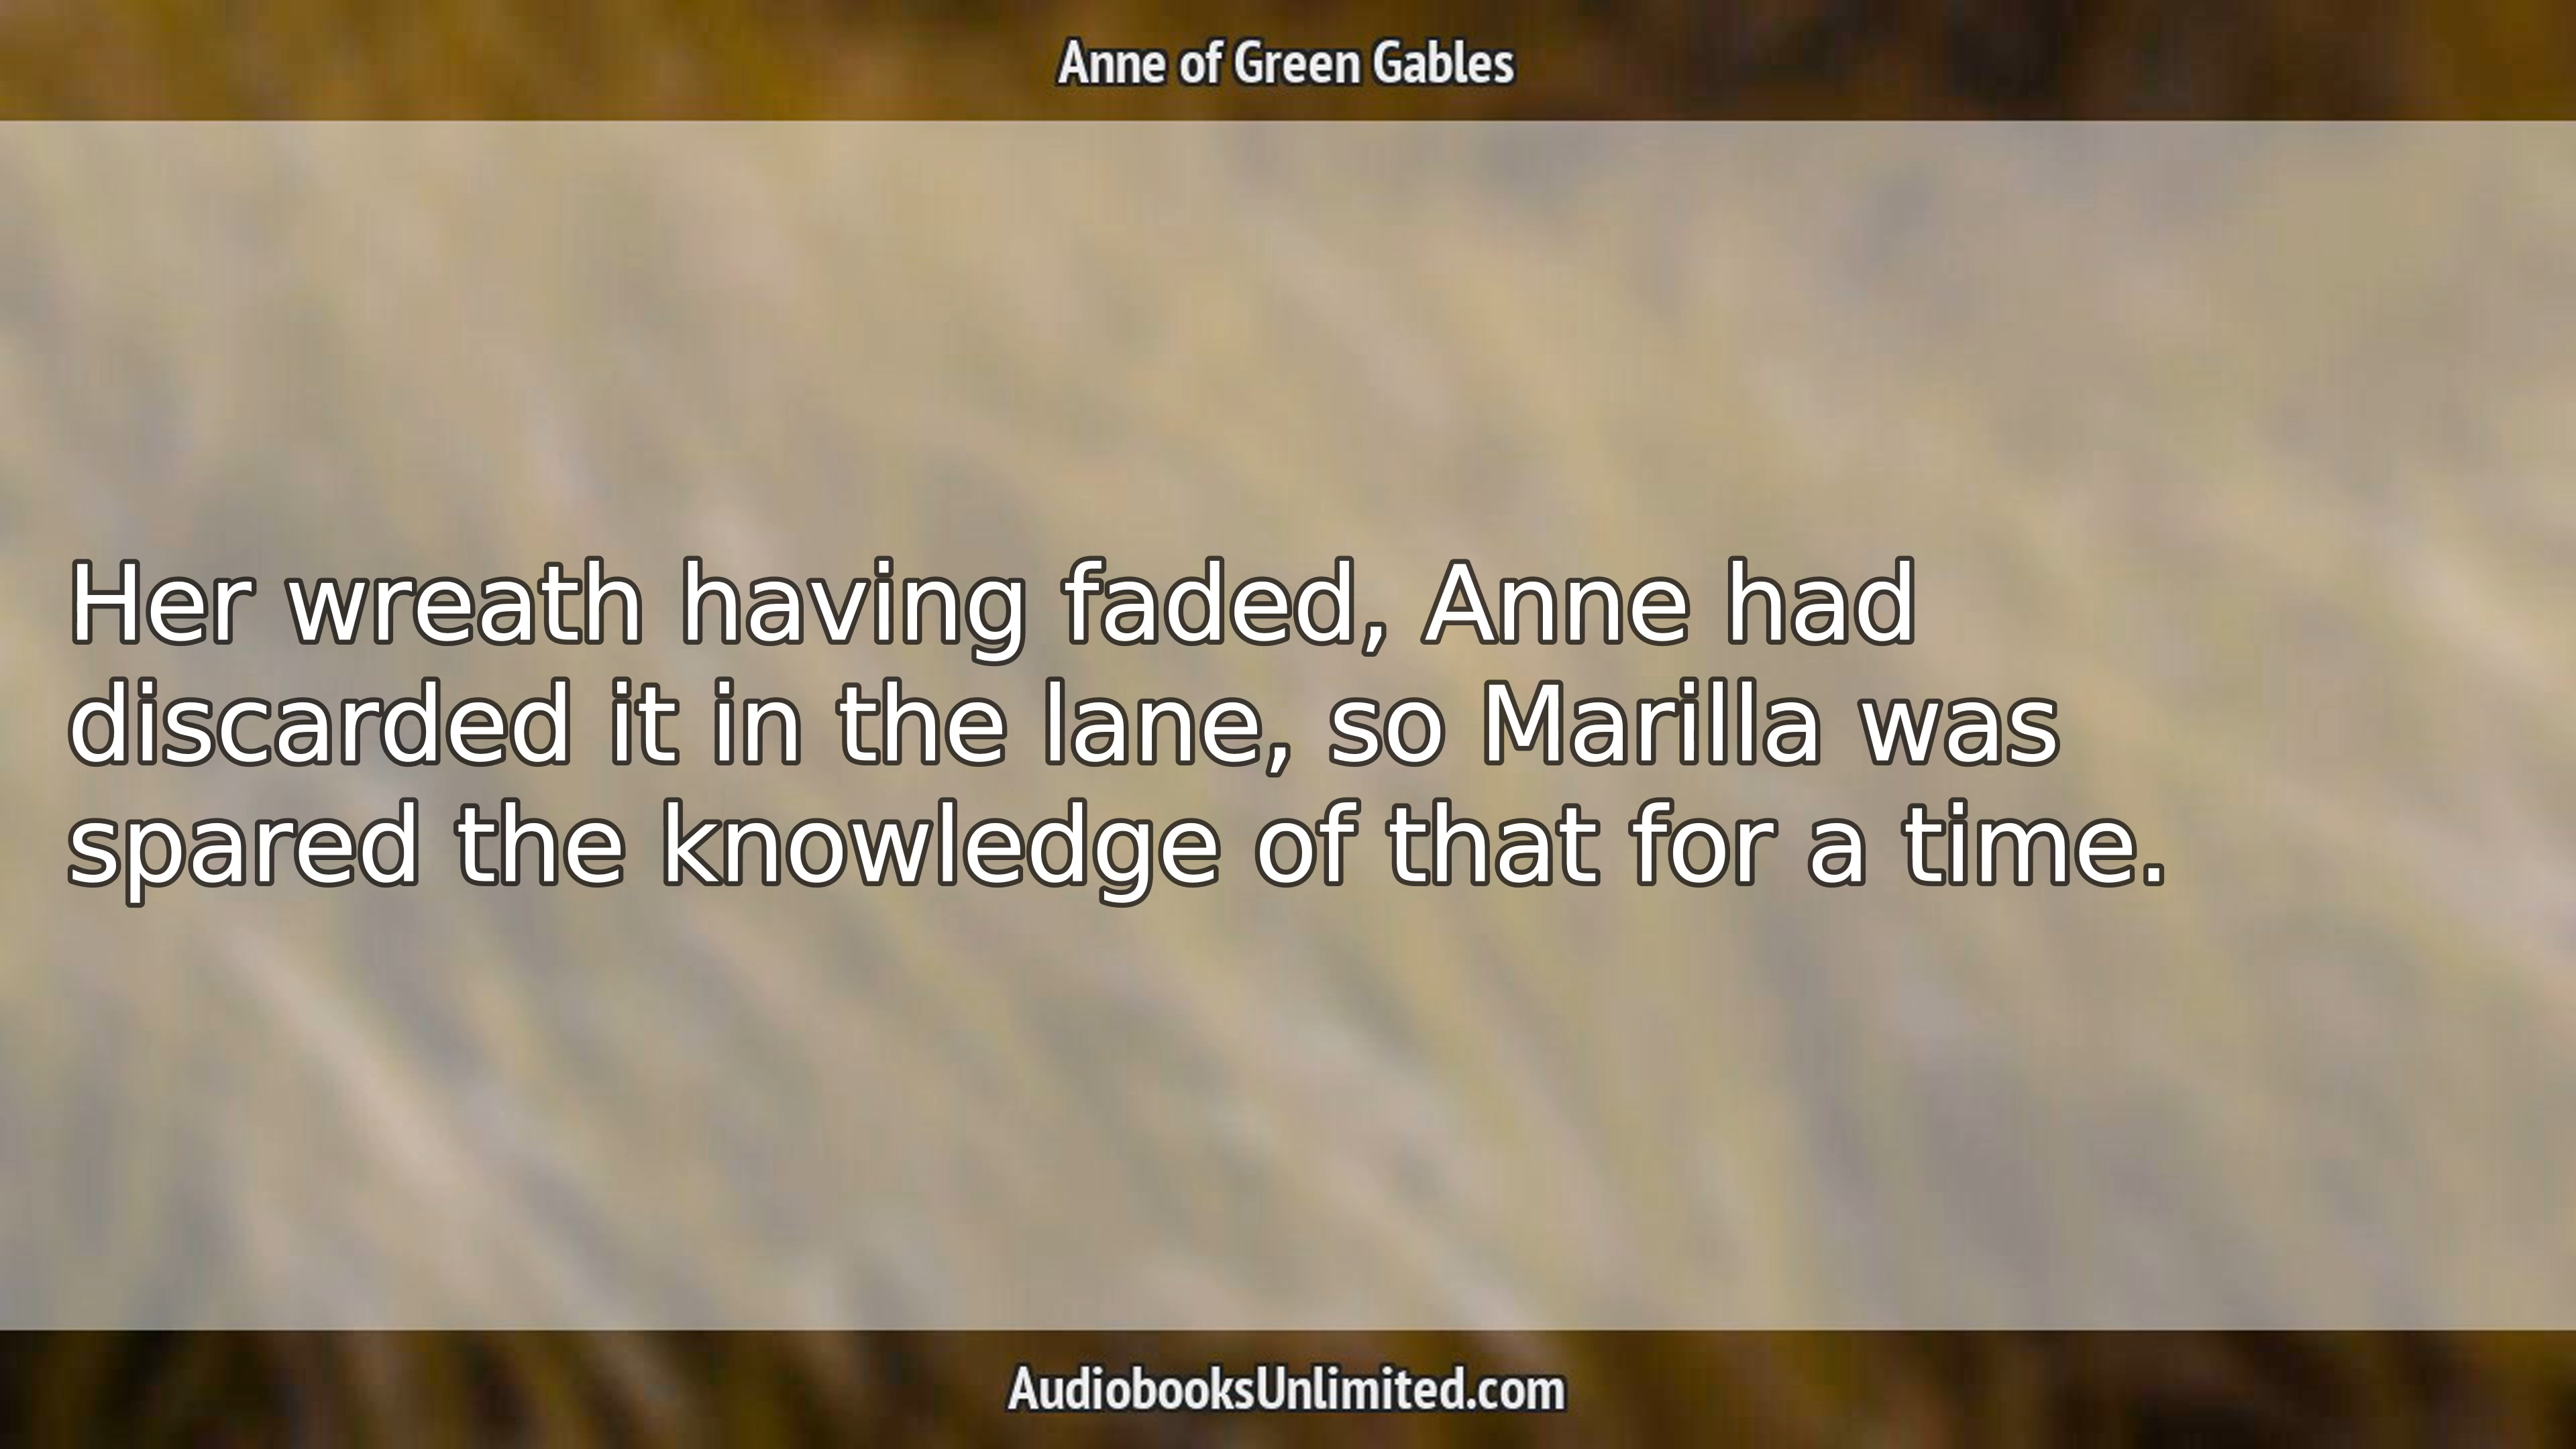 Anne of Green Gables
Her wreath having faded, Anne had
discarded it in the lane, so Marilla was
spared the knowledge of that for a time.
AudiobooksUnlimited.com